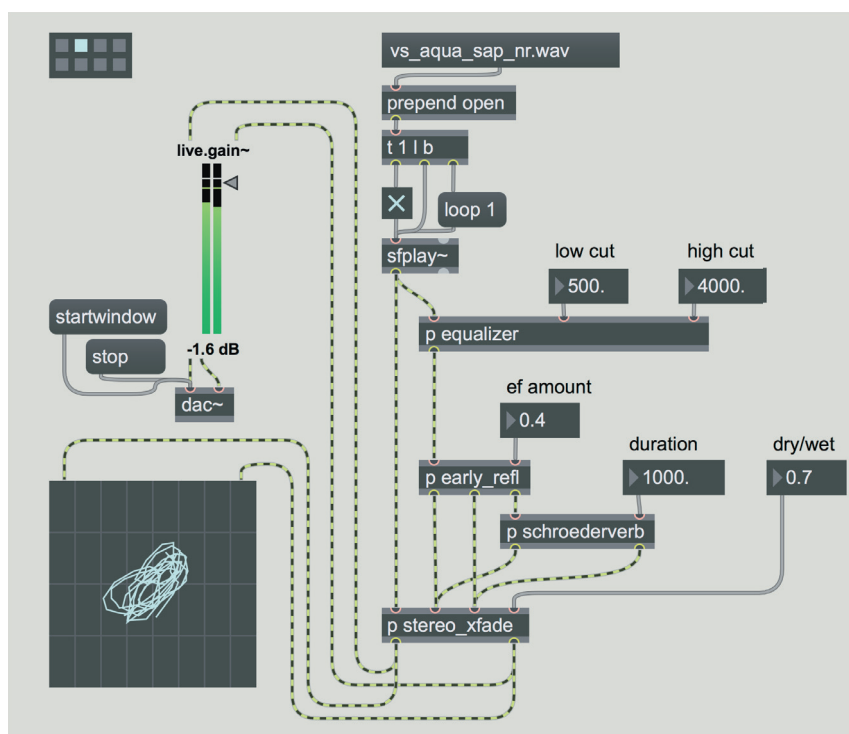 vs_aqua_sap_nr.wav
prepend open
live.gain~
t 1 l b
loop 1
sfplay~
low cut
high cut
500.
4000.
startwindow
p equalizer
-1.6 dB
stop
ef amount
dac~
0.4
duration
dry/wet
p early_refl
1000.
0.7
p schroederverb
p stereo_xfade